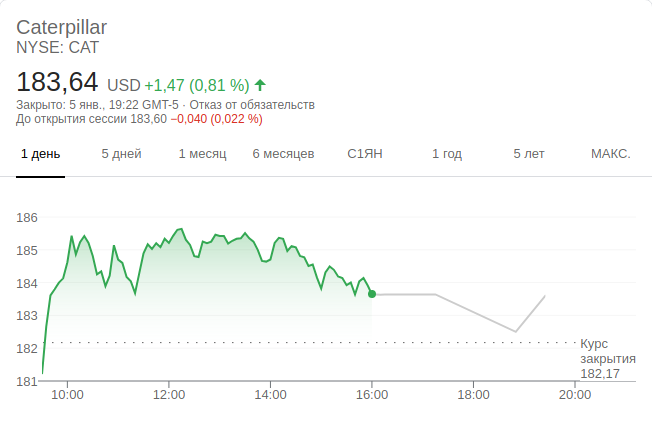 Caterpillar
NYSE: CAT
183,64 USD +1,47 (0,81 %)
Закрыто: 5 янв., 19:22 GMT-5 · Отказ от обязательств
До открытия сессии 183,60 −0,040 (0,022 %)
1 день 5 дней 1 месяц 6 месяцев С1ЯН 1 год 5 лет МАКС.
186
185
184
183
182
Курс
закрытия
182,17
181
10:00 12:00 14:00 16:00 18:00 20:00